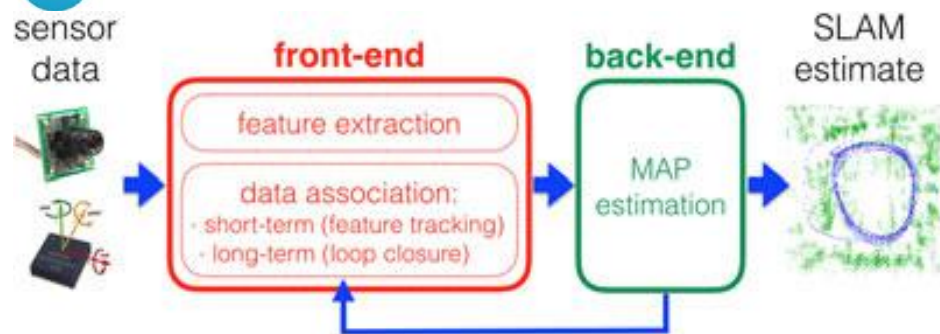 sensor
data
front-end
feature extraction
data association:
· short-term (feature tracking)
· long-term (loop closure)
back-end
MAP
estimation
SLAM
estimate